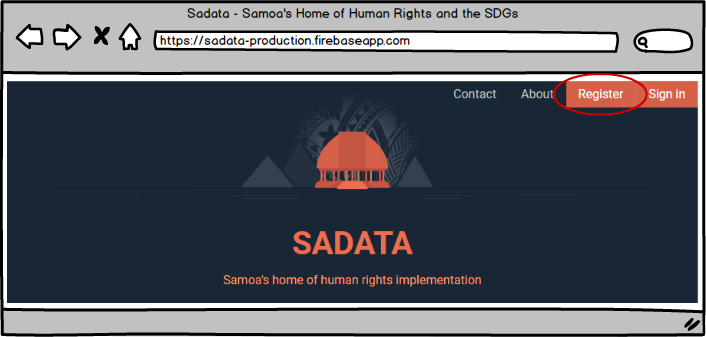 Sadata - Samoa's Home of Human Rights and the SDGs
https://sadata-production.firebaseapp.com
Contact About Register Sign in
SADATA
Samoa's home of human rights implementation